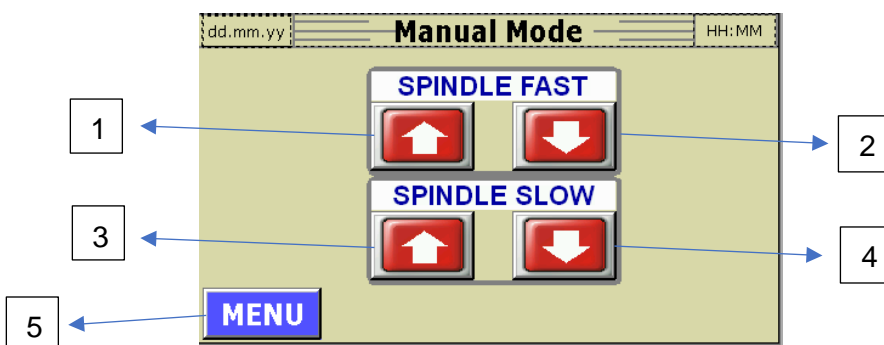 dd.mm.yy Manual Mode HH:MM
SPINDLE FAST
1
2
SPINDLE SLOW
3
4
MENU
5